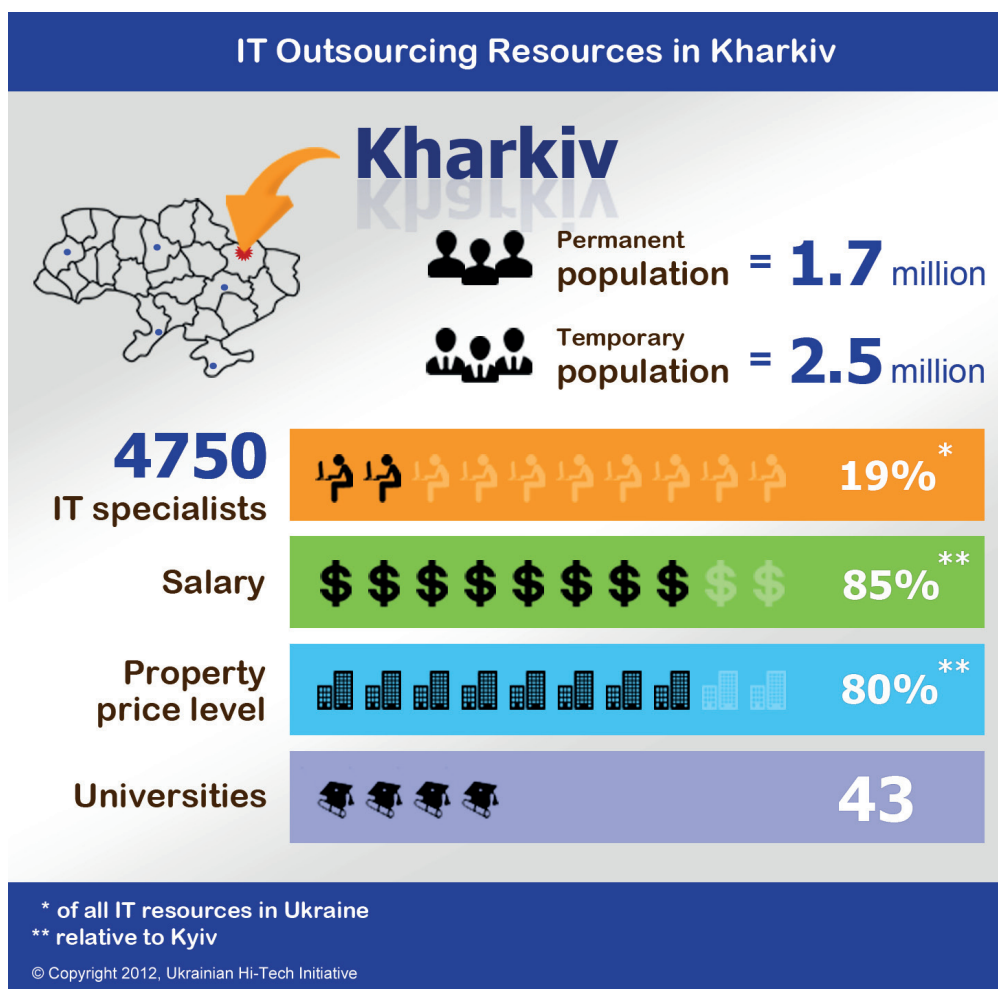 IT Outsourcing Resources in Kharkiv
Kharkiv
Permanent
population = 1.7 million
Temporary
population = 2.5 million
4750
IT specialists
19%*
Salary
85%**
Property
price level
80%**
Universities
43
* of all IT resources in Ukraine
** relative to Kyiv
© Copyright 2012, Ukrainian Hi-Tech Initiative